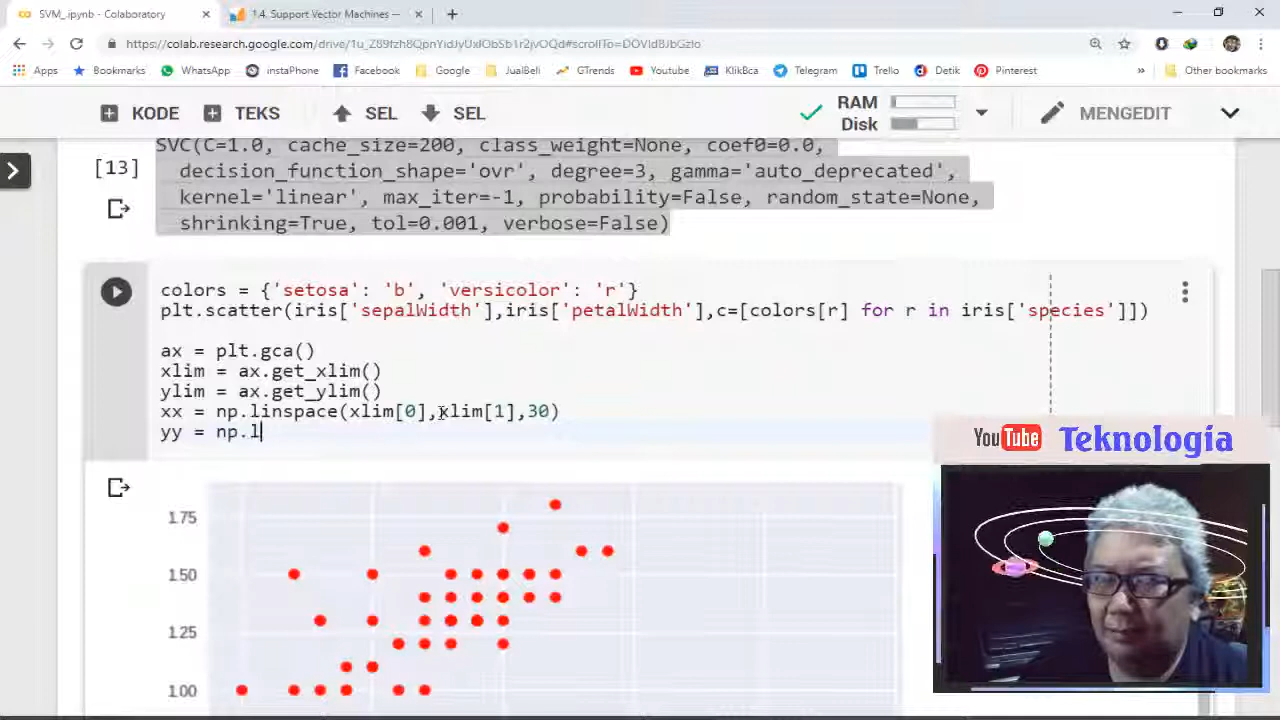 SVM_.ipynb - Colaboratory
1.4. Support Vector Machines —
https://colab.research.google.com/drive/1u_Z89fzh8QpnYidJyUxlObSb1r2jvOQd#scrollTo=DOVId8JbGzIo
Apps Bookmarks WhatsApp instaPhone Facebook Google JualBeli GTrends Youtube KlikBca Telegram Trello Detik Pinterest » Other bookmarks
KODE TEKS SEL SEL RAM Disk MENGEDIT
SVC(C=1.0, cache_size=200, class_weight=None, coef0=0.0,
[13] decision_function_shape='ovr', degree=3, gamma='auto_deprecated',
kernel='linear', max_iter=-1, probability=False, random_state=None,
shrinking=True, tol=0.001, verbose=False)
colors = {'setosa': 'b', 'versicolor': 'r'}
plt.scatter(iris['sepalWidth'],iris['petalWidth'],c=[colors[r] for r in iris['species']])
ax = plt.gca()
xlim = ax.get_xlim()
ylim = ax.get_ylim()
xx = np.linspace(xlim[0],xlim[1],30)
yy = np.l
YouTube Teknologia
1.75
1.50
1.25
1.00